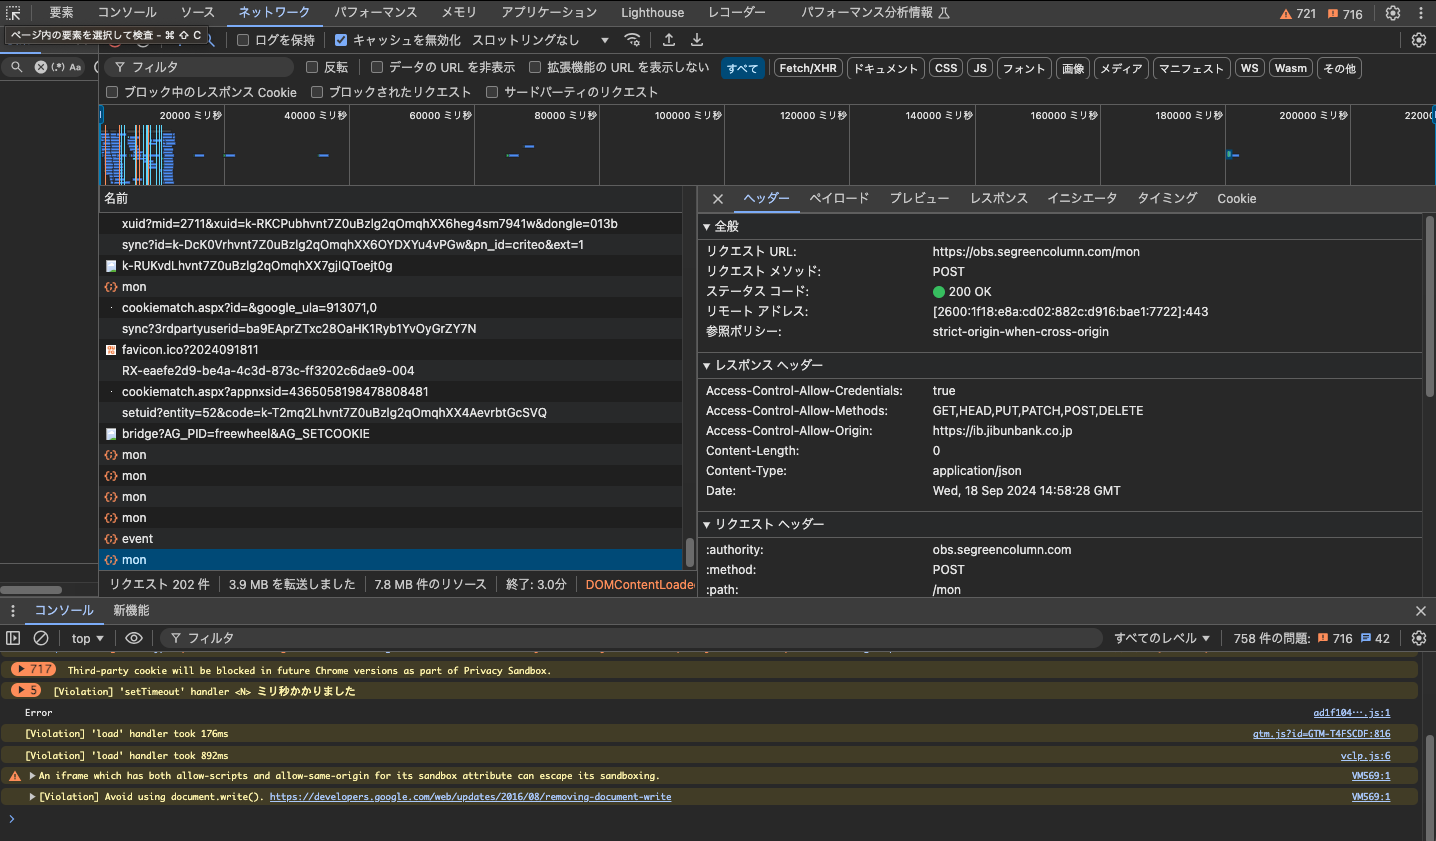 要素 コンソール ソース ネットワーク パフォーマンス メモリ アプリケーション Lighthouse レコーダー パフォーマンス分析情報 721 716
ページ内の要素を選択して検査 - ⌘ ⇧ C
ログを保持 キャッシュを無効化 スロットリングなし
(.*) Aa フィルタ 反転 データの URL を非表示 拡張機能の URL を表示しない すべて Fetch/XHR ドキュメント CSS JS フォント 画像 メディア マニフェスト WS Wasm その他
ブロック中のレスポンス Cookie ブロックされたリクエスト サードパーティのリクエスト
20000 ミリ秒 40000 ミリ秒 60000 ミリ秒 80000 ミリ秒 100000 ミリ秒 120000 ミリ秒 140000 ミリ秒 160000 ミリ秒 180000 ミリ秒 200000 ミリ秒 22000
名前
xuid?mid=2711&xuid=k-RKCPubhvnt7Z0uBzlg2qOmqhXX6heg4sm7941w&dongle=013b
sync?id=k-DcK0Vrhvnt7Z0uBzlg2qOmqhXX6OYDXYu4vPGw&pn_id=criteo&ext=1
k-RUKvdLhvnt7Z0uBzlg2qOmqhXX7gjlQToejt0g
mon
cookiematch.aspx?id=&google_ula=913071,0
sync?3rdpartyuserid=ba9EAprZTxc28OaHK1Ryb1YvOyGrZY7N
favicon.ico?2024091811
RX-eaefe2d9-be4a-4c3d-873c-ff3202c6dae9-004
cookiematch.aspx?appnxsid=4365058198478808481
setuid?entity=52&code=k-T2mq2Lhvnt7Z0uBzlg2qOmqhXX4AevrbtGcSVQ
bridge?AG_PID=freewheel&AG_SETCOOKIE
mon
mon
mon
mon
event
mon
リクエスト 202 件 3.9 MB を転送しました 7.8 MB 件のリソース 終了: 3.0分 DOMContentLoade
ヘッダー ペイロード プレビュー レスポンス イニシエータ タイミング Cookie
全般
リクエスト URL: https://obs.segreencolumn.com/mon
リクエスト メソッド: POST
ステータス コード: 200 OK
リモート アドレス: [2600:1f18:e8a:cd02:882c:d916:bae1:7722]:443
参照ポリシー: strict-origin-when-cross-origin
レスポンス ヘッダー
Access-Control-Allow-Credentials: true
Access-Control-Allow-Methods: GET,HEAD,PUT,PATCH,POST,DELETE
Access-Control-Allow-Origin: https://ib.jibunbank.co.jp
Content-Length: 0
Content-Type: application/json
Date: Wed, 18 Sep 2024 14:58:28 GMT
リクエスト ヘッダー
:authority: obs.segreencolumn.com
:method: POST
:path: /mon
コンソール 新機能
top フィルタ すべてのレベル 758 件の問題: 716 42
717 Third-party cookie will be blocked in future Chrome versions as part of Privacy Sandbox.
5 [Violation] 'setTimeout' handler <N> ミリ秒かかりました
Error ad1f104….js:1
[Violation] 'load' handler took 176ms gtm.js?id=GTM-T4FSCDF:816
[Violation] 'load' handler took 892ms vclp.js:6
An iframe which has both allow-scripts and allow-same-origin for its sandbox attribute can escape its sandboxing. VM569:1
[Violation] Avoid using document.write(). https://developers.google.com/web/updates/2016/08/removing-document-write VM569:1